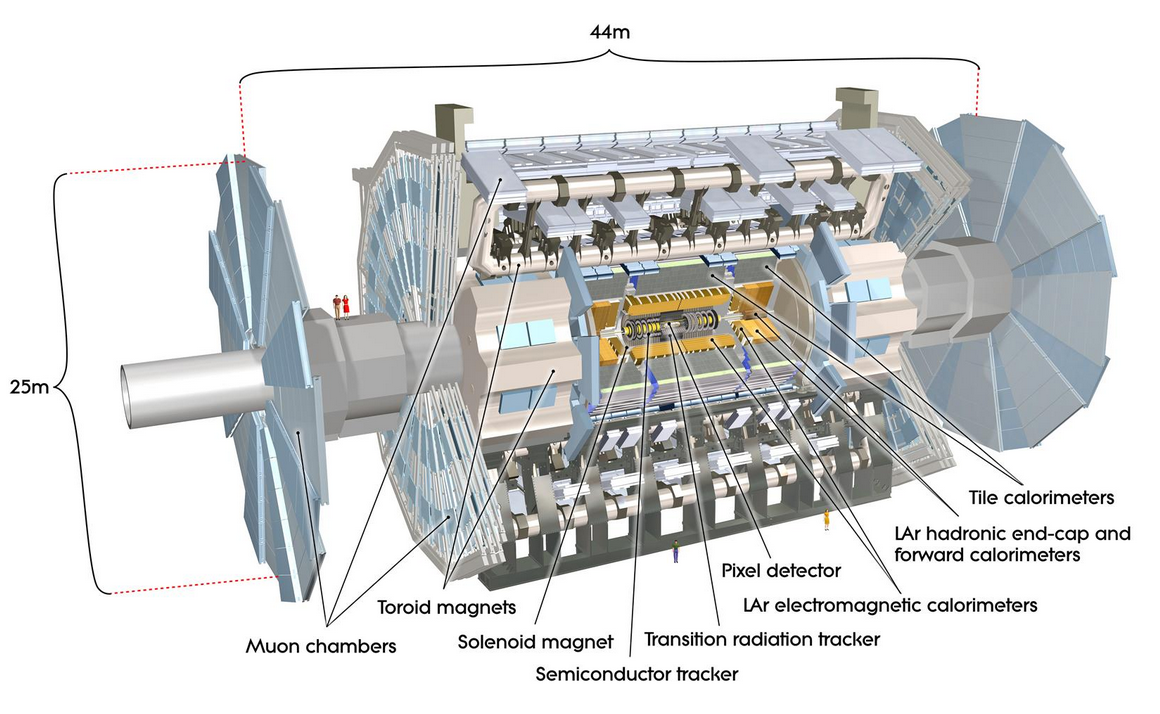 44m
25m
Tile calorimeters
LAr hadronic end-cap and
forward calorimeters
Pixel detector
LAr electromagnetic calorimeters
Toroid magnets
Muon chambers
Solenoid magnet
Transition radiation tracker
Semiconductor tracker